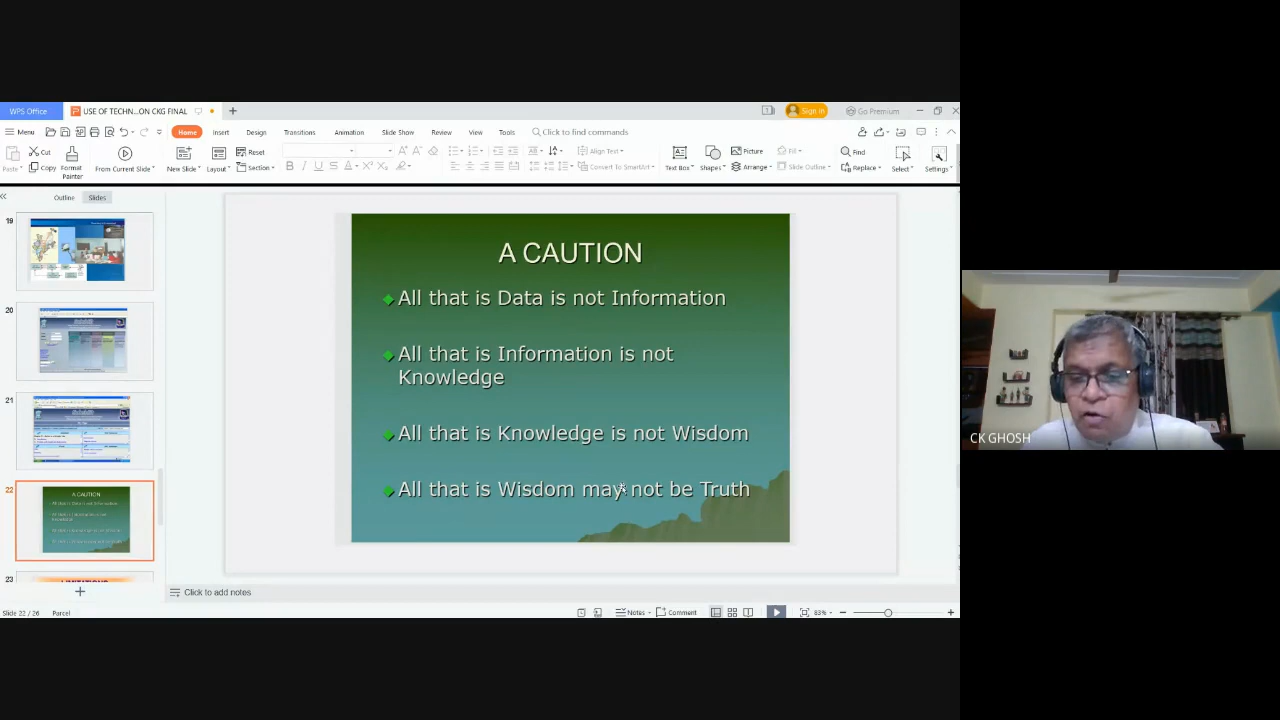 WPS Office
USE OF TECHN...ON CKG FINAL
Sign in
Go Premium
Menu
Home
Insert
Design
Transitions
Animation
Slide Show
Review
View
Tools
Click to find commands
Paste
Cut
Copy
Format
Painter
From Current Slide
New Slide
Layout
Reset
Section
B I U S A X² X₂
Align Text
Convert to SmartArt
Text Box
Shapes
Picture
Arrange
Fill
Slide Outline
Find
Replace
Select
Settings
Outline
Slides
19
20
21
22
A CAUTION
23
LIMITATIONS
A CAUTION
All that is Data is not Information
All that is Information is not
Knowledge
All that is Knowledge is not Wisdom
All that is Wisdom may not be Truth
CK GHOSH
Click to add notes
Slide 22 / 26
Parcel
Notes
Comment
83%